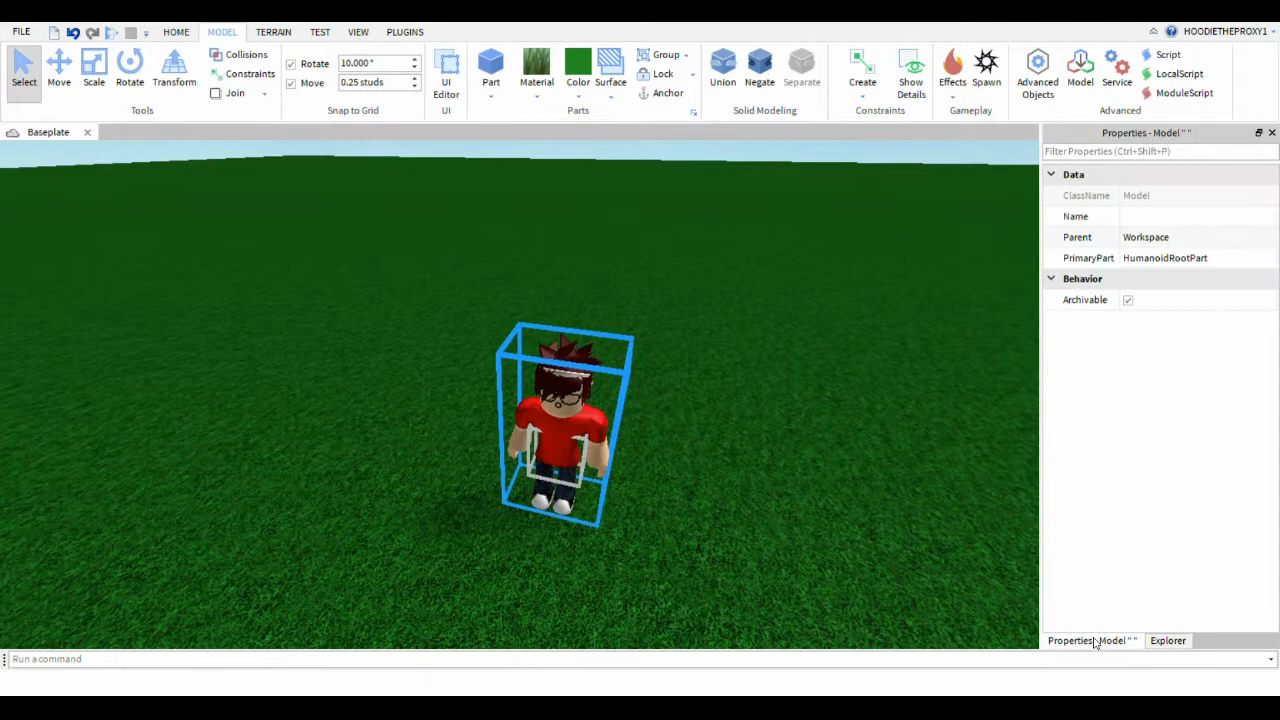 FILE HOME MODEL TERRAIN TEST VIEW PLUGINS HOODIETHEPROXY1
Select Move Scale Rotate Transform
Collisions
Constraints
Join
Tools
Rotate 10.000 °
Move 0.25 studs
Snap to Grid
UI Editor
UI
Part Material Color Surface
Group
Lock
Anchor
Parts
Union Negate Separate
Solid Modeling
Create Show Details
Constraints
Effects Spawn
Gameplay
Advanced Objects Model Service
Script
LocalScript
ModuleScript
Advanced
Baseplate
Properties - Model " "
Filter Properties (Ctrl+Shift+P)
Data
ClassName Model
Name
Parent Workspace
PrimaryPart HumanoidRootPart
Behavior
Archivable
Properties - Model " " Explorer
Run a command